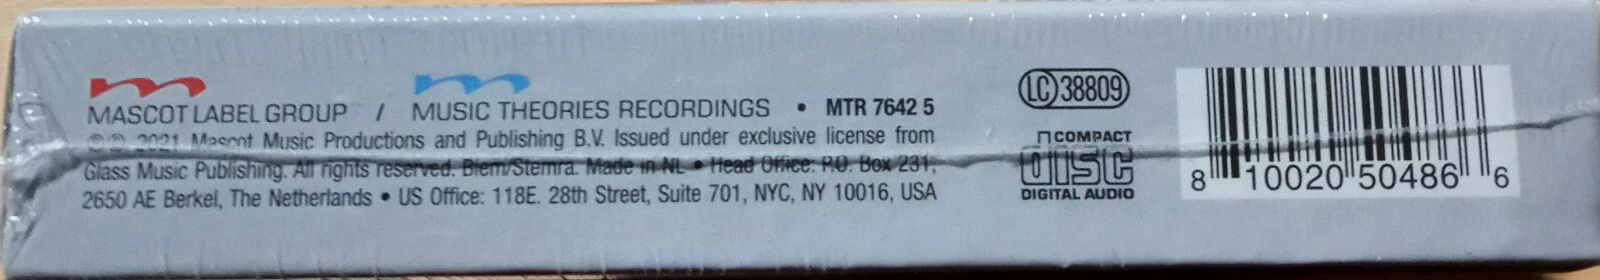 MASCOT LABEL GROUP / MUSIC THEORIES RECORDINGS • MTR 7642 5
℗© 2021 Mascot Music Productions and Publishing B.V. Issued under exclusive license from
Glass Music Publishing. All rights reserved. Biem/Stemra. Made in NL • Head Office: P.O. Box 231,
2650 AE Berkel, The Netherlands • US Office: 118E. 28th Street, Suite 701, NYC, NY 10016, USA
LC 38809
COMPACT
disc
DIGITAL AUDIO
8 10020 50486 6